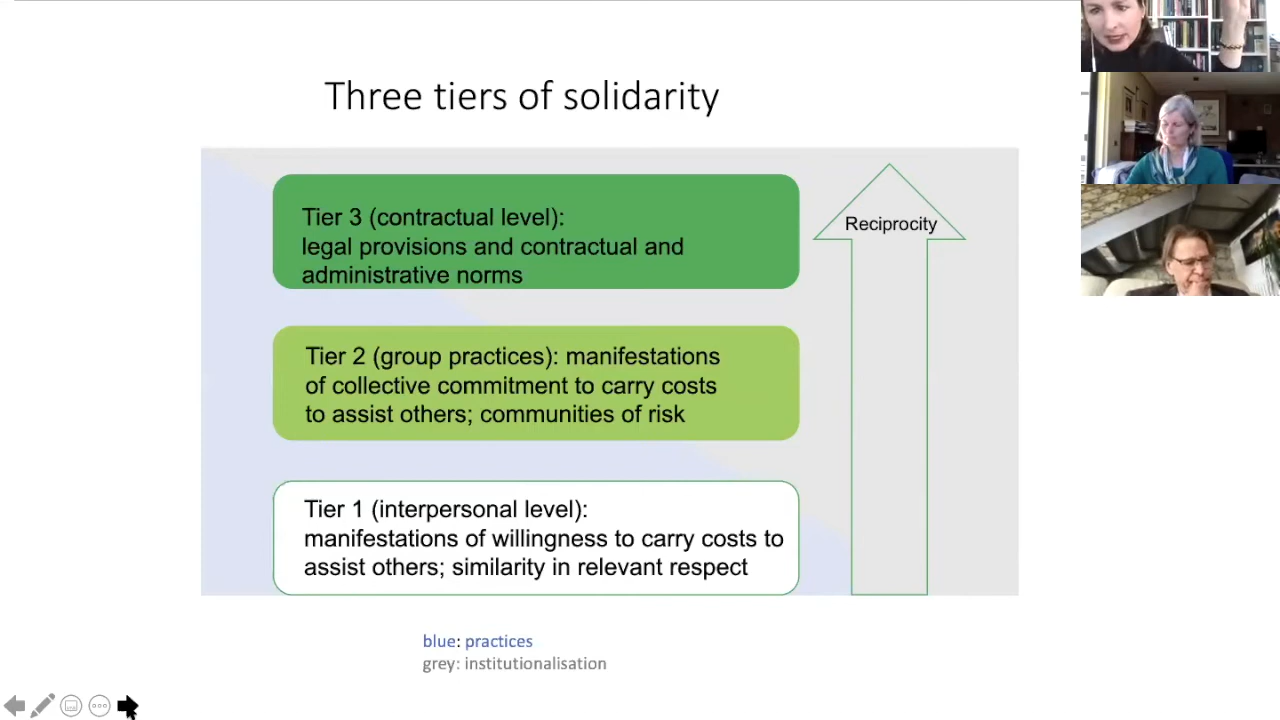 Three tiers of solidarity
Tier 3 (contractual level):
legal provisions and contractual and
administrative norms
Reciprocity
Tier 2 (group practices): manifestations
of collective commitment to carry costs
to assist others; communities of risk
Tier 1 (interpersonal level):
manifestations of willingness to carry costs to
assist others; similarity in relevant respect
blue: practices
grey: institutionalisation